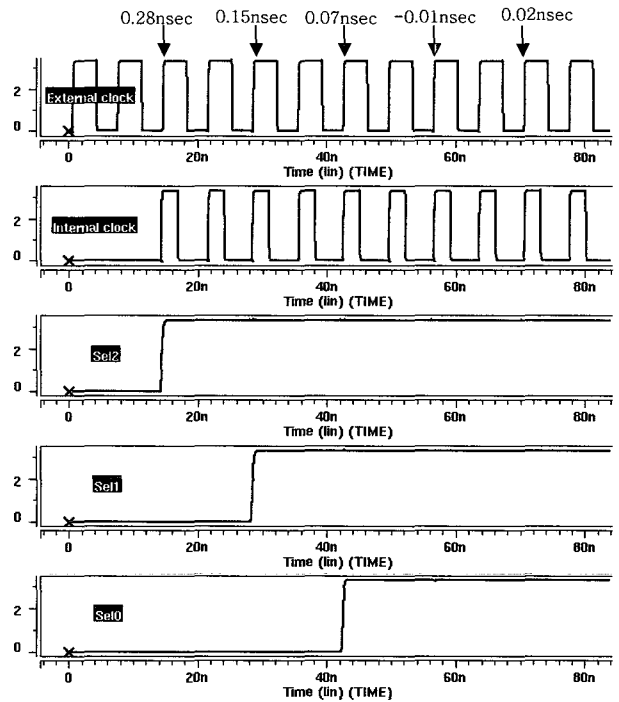 0.28nsec 0.15nsec 0.07nsec -0.01nsec 0.02nsec
2
External clock
0
0 20n 40n 60n 80n
Time (lin) (TIME)
2
Internal clock
0
0 20n 40n 60n 80n
Time (lin) (TIME)
2
Sel2
0
0 20n 40n 60n 80n
Time (lin) (TIME)
2
Sel1
0
0 20n 40n 60n 80n
Time (lin) (TIME)
2
Sel0
0
0 20n 40n 60n 80n
Time (lin) (TIME)